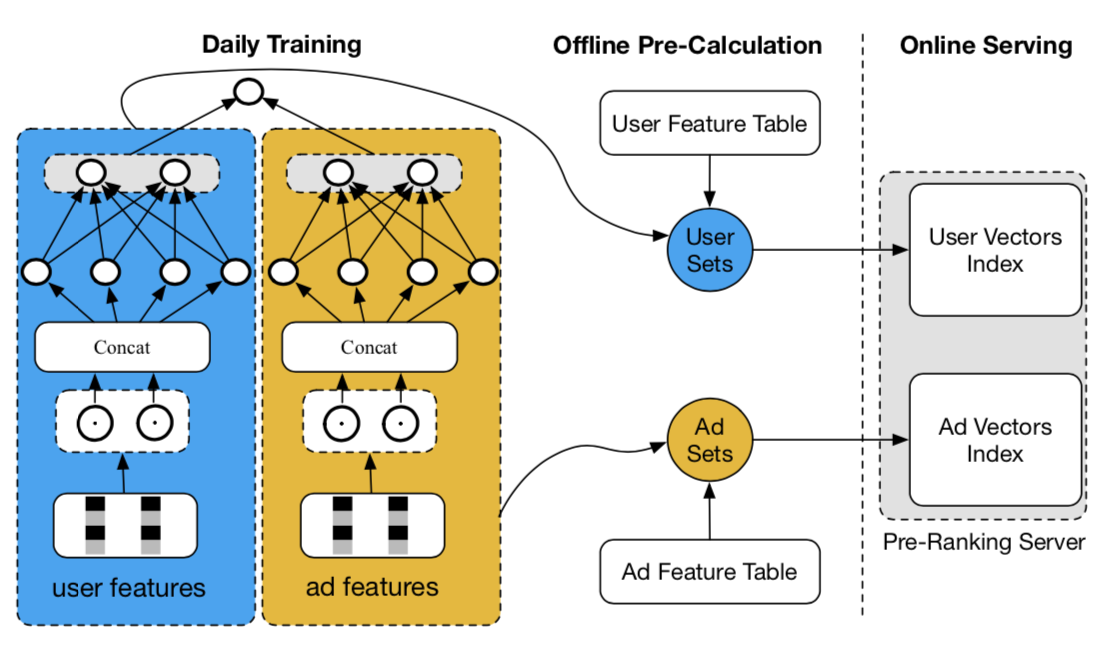 Daily Training
Offline Pre-Calculation
Online Serving
Concat
user features
Concat
ad features
User Feature Table
User
Sets
Ad
Sets
Ad Feature Table
User Vectors
Index
Ad Vectors
Index
Pre-Ranking Server